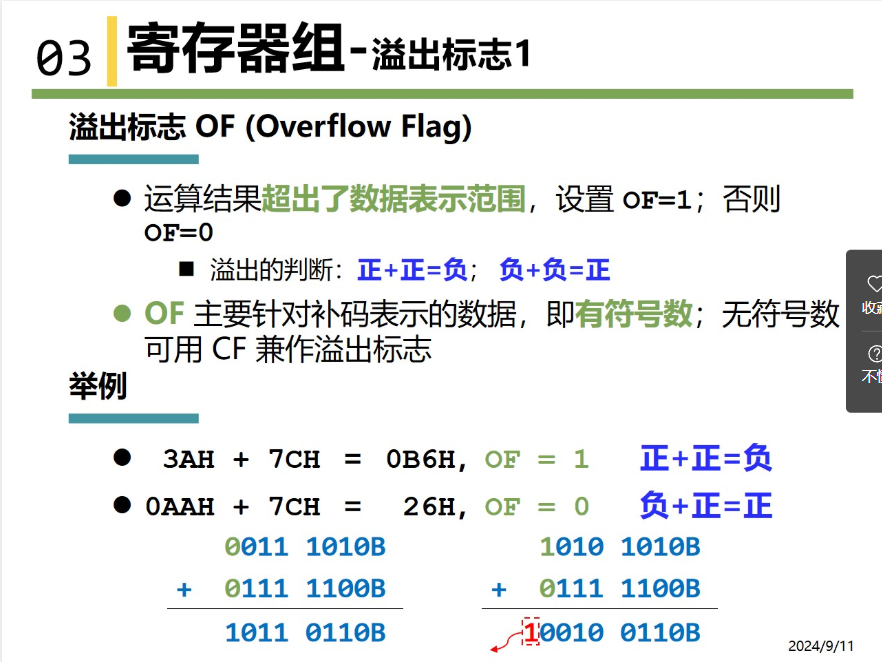 03 寄存器组-溢出标志1
溢出标志 OF (Overflow Flag)
● 运算结果超出了数据表示范围，设置 OF=1；否则
OF=0
■ 溢出的判断：正+正=负； 负+负=正
● OF 主要针对补码表示的数据，即有符号数；无符号数
可用 CF 兼作溢出标志
举例
● 3AH + 7CH = 0B6H, OF = 1 正+正=负
● 0AAH + 7CH = 26H, OF = 0 负+正=正
0011 1010B 1010 1010B
+ 0111 1100B + 0111 1100B
1011 0110B 10010 0110B
2024/9/11